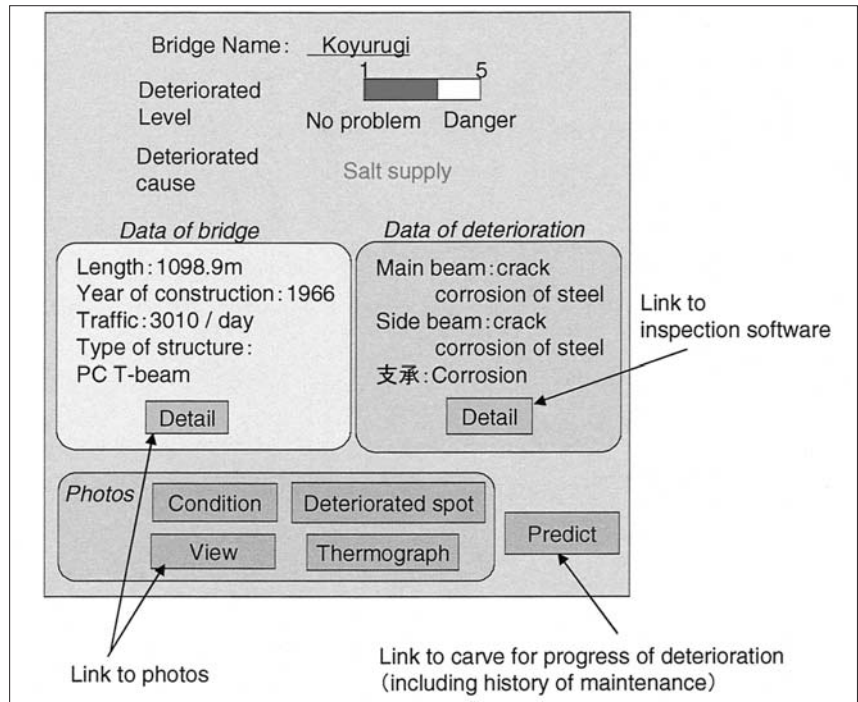 Bridge Name: Koyurugi
1 5
Deteriorated
Level
No problem Danger
Deteriorated
cause
Salt supply
Data of bridge
Length:1098.9m
Year of construction:1966
Traffic:3010 / day
Type of structure:
PC T-beam
Detail
Data of deterioration
Main beam:crack
corrosion of steel
Side beam:crack
corrosion of steel
支承:Corrosion
Detail
Link to
inspection software
Photos
Condition
Deteriorated spot
View
Thermograph
Predict
Link to photos
Link to carve for progress of deterioration
(including history of maintenance)